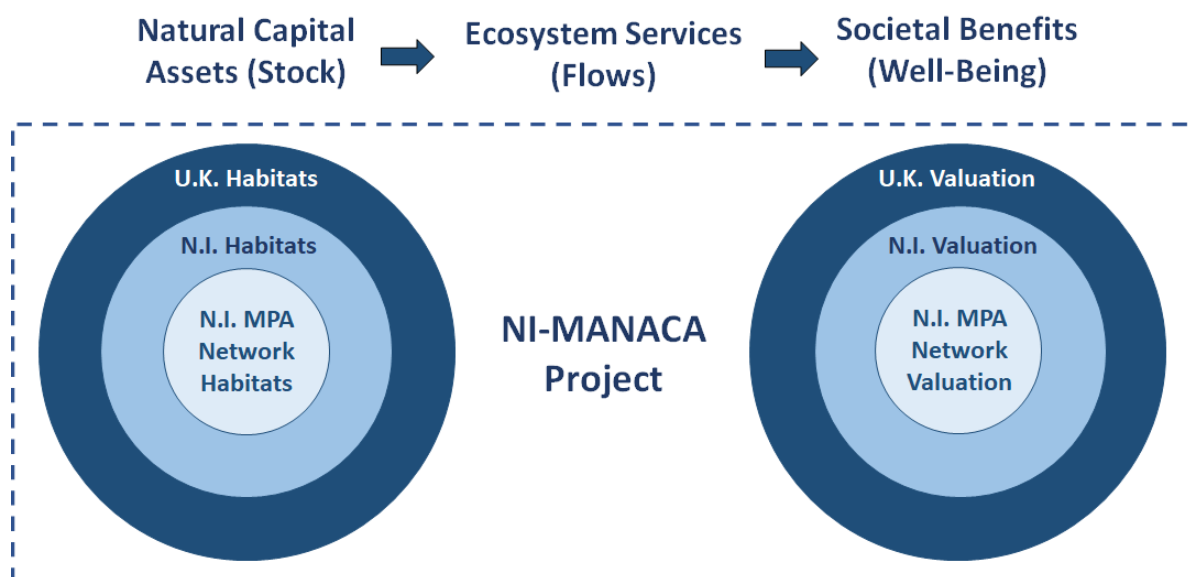 Natural Capital
Assets (Stock)
Ecosystem Services
(Flows)
Societal Benefits
(Well-Being)
U.K. Habitats
N.I. Habitats
N.I. MPA
Network
Habitats
NI-MANACA
Project
U.K. Valuation
N.I. Valuation
N.I. MPA
Network
Valuation